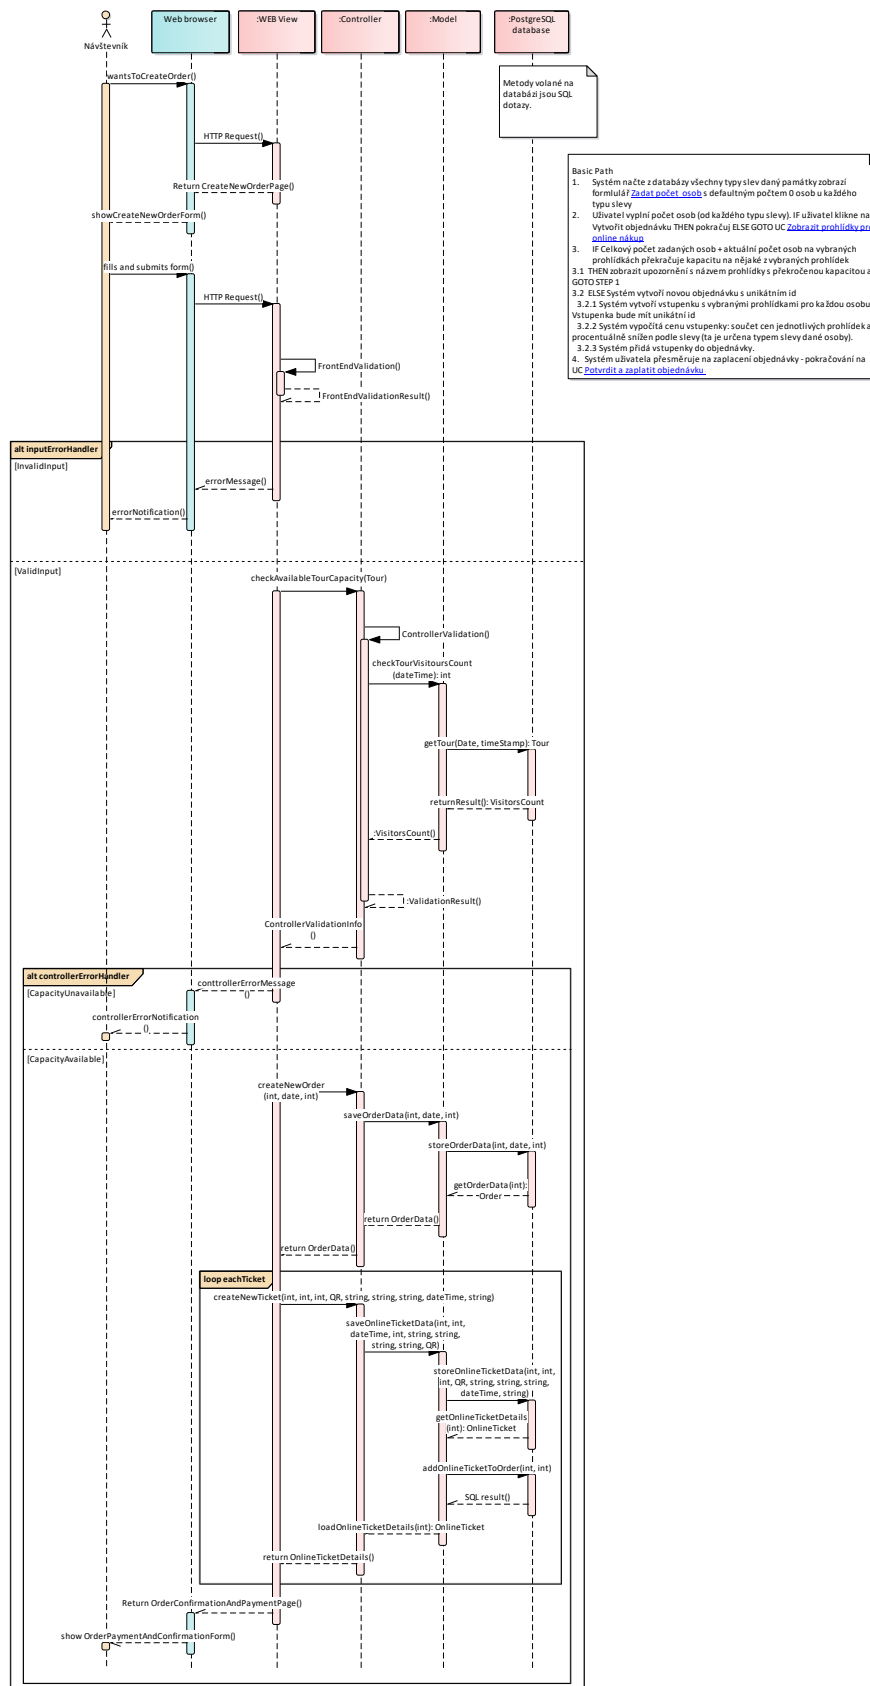 Návštevník
Web browser
:WEB View
:Controller
:Model
:PostgreSQL
database
Metody volané na
databázi jsou SQL
dotazy.
wantsToCreateOrder()
HTTP Request()
Return CreateNewOrderPage()
showCreateNewOrderForm()
Basic Path
1. Systém načte z databázy všechny typy slev daný památky zobrazí
formulář Zadat počet osob s defaultným počtem 0 osob u každého
typu slevy
2. Uživatel vyplní počet osob (od každého typu slevy). IF uživatel klikne na
Vytvořit objednávku THEN pokračuj ELSE GOTO UC Zobrazit prohlídky pro
online nákup
3. IF Celkový počet zadaných osob + aktuální počet osob na vybraných
prohlídkách překračuje kapacitu na nějaké z vybraných prohlídek
3.1 THEN zobrazit upozornění s názvem prohlídky s překročenou kapacitou a
GOTO STEP 1
3.2 ELSE Systém vytvoří novou objednávku s unikátním id
3.2.1 Systém vytvoří vstupenku s vybranými prohlídkami pro každou osobu
Vstupenka bude mít unikátní id
3.2.2 Systém vypočítá cenu vstupenky: součet cen jednotlivých prohlídek a
procentuálně snížen podle slevy (ta je určena typem slevy dané osoby).
3.2.3 Systém přidá vstupenky do objednávky.
4. Systém uživatela přesměruje na zaplacení objednávky - pokračování na
UC Potvrdit a zaplatit objednávku
fills and submits form()
HTTP Request()
FrontEndValidation()
FrontEndValidationResult()
alt inputErrorHandler
[InvalidInput]
errorMessage()
errorNotification()
[ValidInput]
checkAvailableTourCapacity(Tour)
ControllerValidation()
checkTourVisitoursCount
(dateTime): int
getTour(Date, timeStamp): Tour
returnResult(): VisitorsCount
:VisitorsCount()
:ValidationResult()
ControllerValidationInfo
()
alt controllerErrorHandler
[CapacityUnavailable]
conttrollerErrorMessage
()
controllerErrorNotification
()
[CapacityAvailable]
createNewOrder
(int, date, int)
saveOrderData(int, date, int)
storeOrderData(int, date, int)
getOrderData(int):
Order
return OrderData()
return OrderData()
loop eachTicket
createNewTicket(int, int, int, QR, string, string, string, dateTime, string)
saveOnlineTicketData(int, int,
dateTime, int, string, string,
string, string, QR)
storeOnlineTicketData(int, int,
int, QR, string, string, string,
dateTime, string)
getOnlineTicketDetails
(int): OnlineTicket
addOnlineTicketToOrder(int, int)
SQL result()
loadOnlineTicketDetails(int): OnlineTicket
return OnlineTicketDetails()
Return OrderConfirmationAndPaymentPage()
show OrderPaymentAndConfirmationForm()